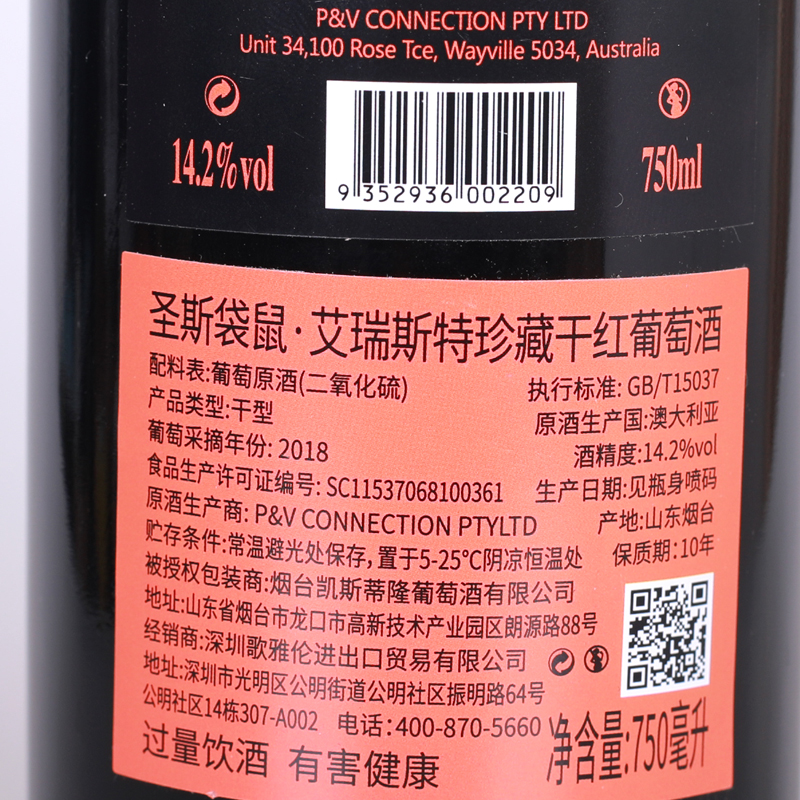 P&V CONNECTION PTY LTD
Unit 34,100 Rose Tce, Wayville 5034, Australia
14.2%vol
9 352936 002209
750ml
圣斯袋鼠·艾瑞斯特珍藏干红葡萄酒
配料表:葡萄原酒(二氧化硫)
执行标准: GB/T15037
产品类型:干型
原酒生产国:澳大利亚
葡萄采摘年份: 2018
酒精度:14.2%vol
食品生产许可证编号: SC11537068100361
生产日期:见瓶身喷码
原酒生产商: P&V CONNECTION PTYLTD
产地:山东烟台
贮存条件:常温避光处保存,置于5-25℃阴凉恒温处
保质期:10年
被授权包装商:烟台凯斯蒂隆葡萄酒有限公司
地址:山东省烟台市龙口市高新技术产业园区朗源路88号
经销商:深圳歌雅伦进出口贸易有限公司
地址:深圳市光明区公明街道公明社区振明路64号
公明社区14栋307-A002 电话:400-870-5660
过量饮酒 有害健康
净含量:750毫升